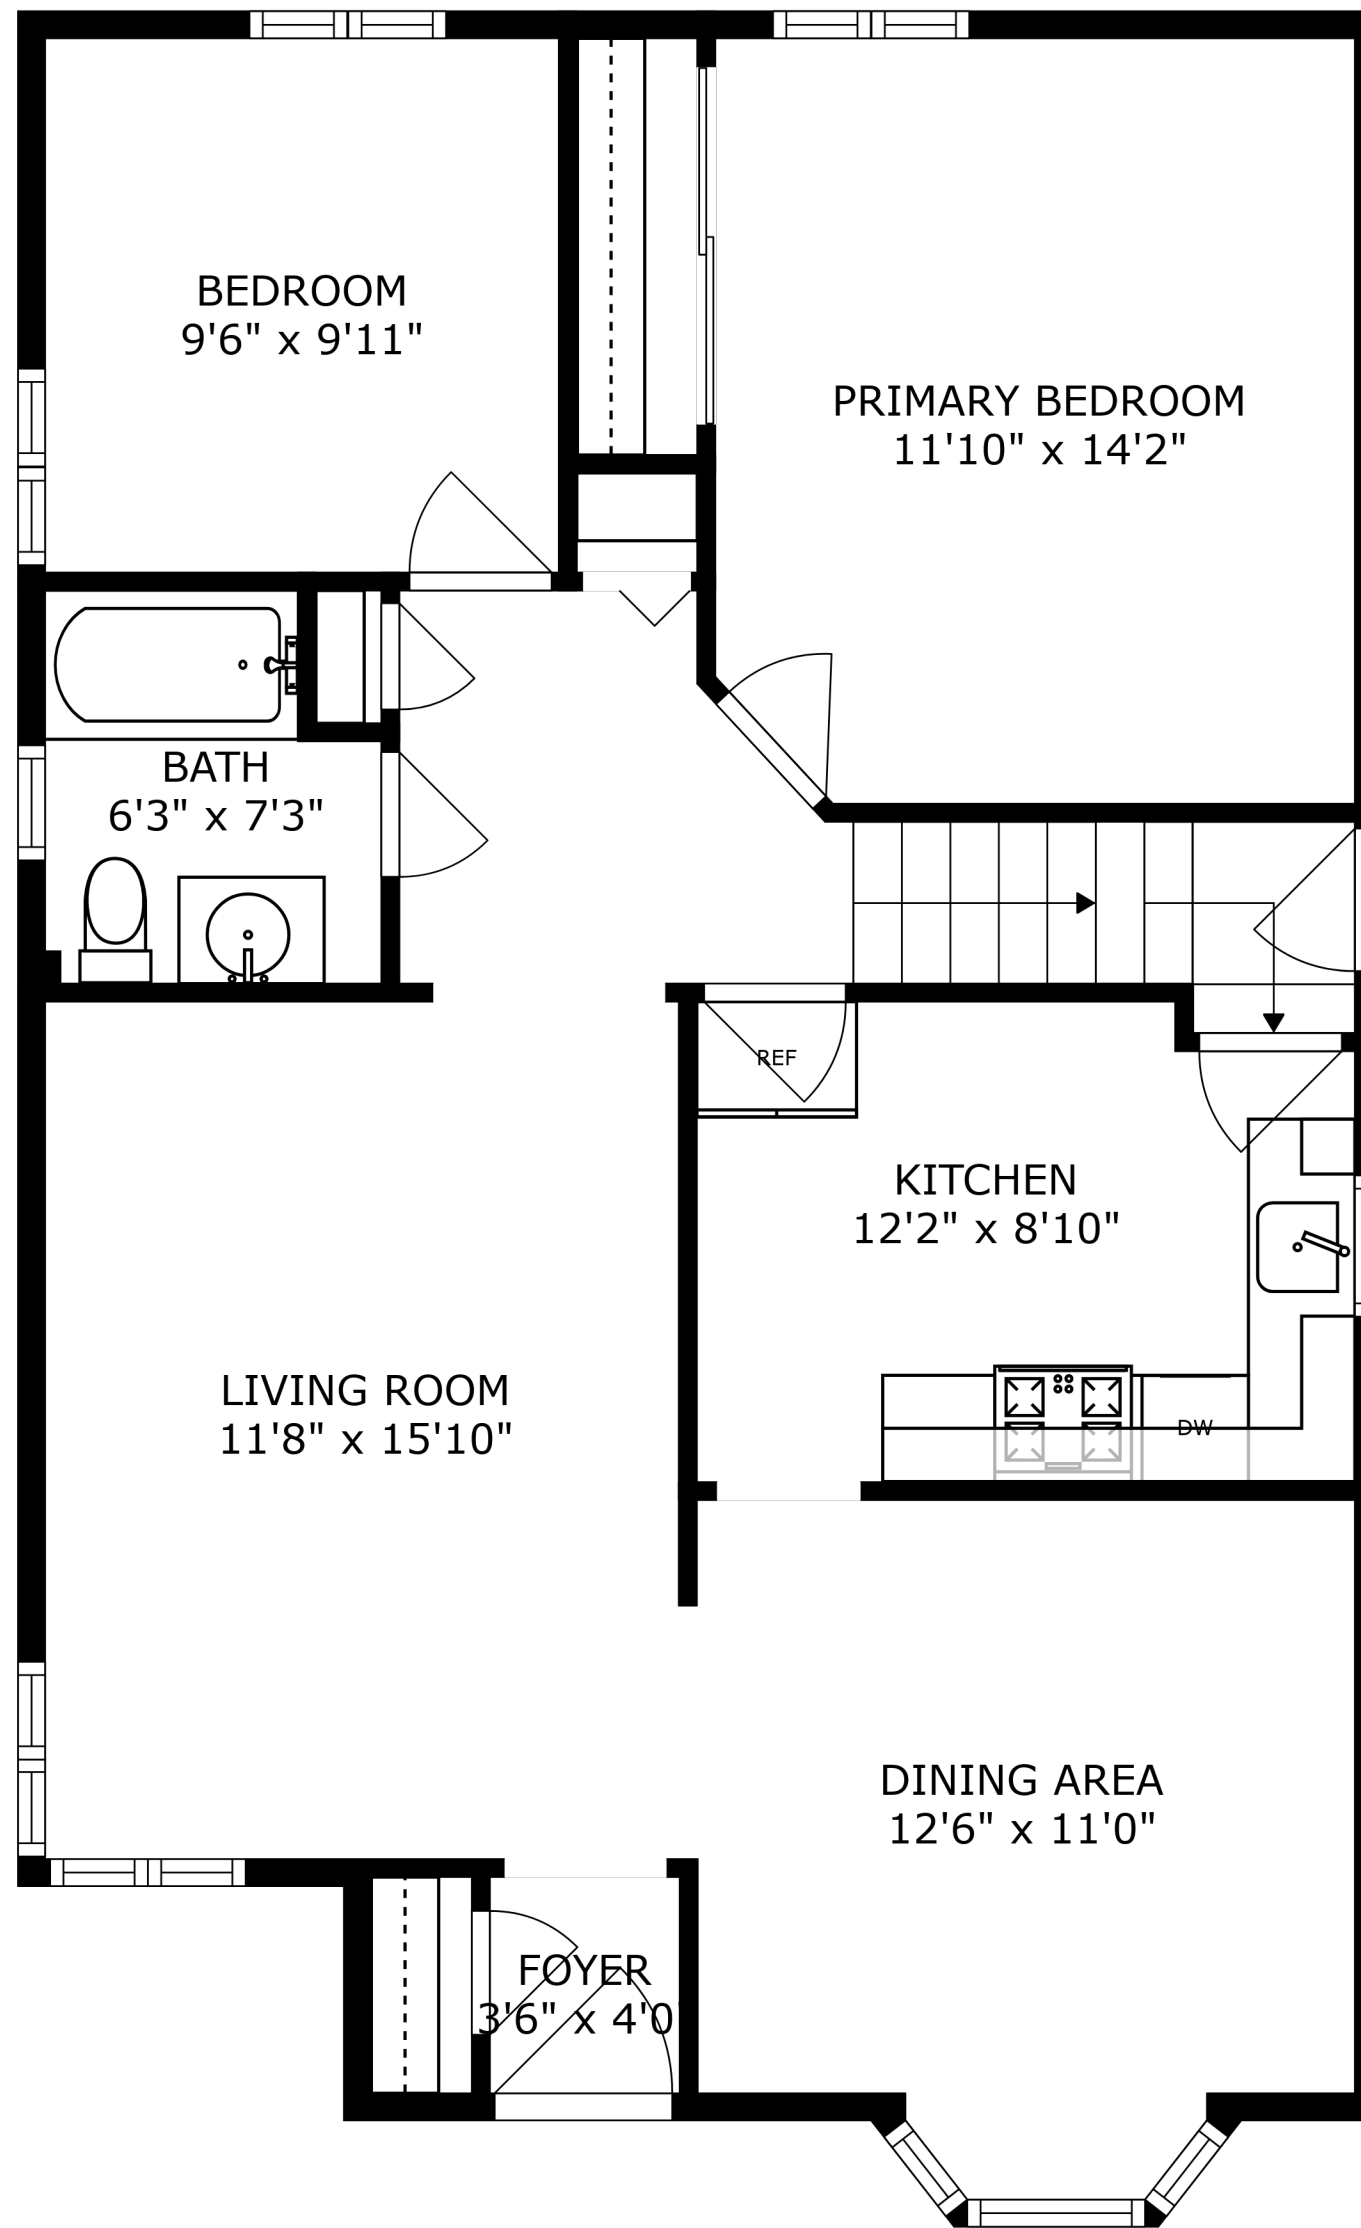 BEDROOM
9'6" x 9'11"
PRIMARY BEDROOM
11'10" x 14'2"
BATH
6'3" x 7'3"
REF
KITCHEN
12'2" x 8'10"
LIVING ROOM
11'8" x 15'10"
DW
DINING AREA
12'6" x 11'0"
FOYER
3'6" x 4'0